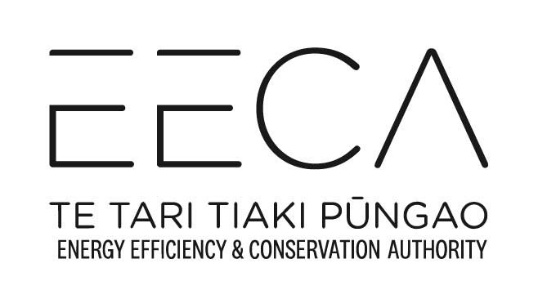 EECA
TE TARI TIAKI PŪNGAO
ENERGY EFFICIENCY & CONSERVATION AUTHORITY